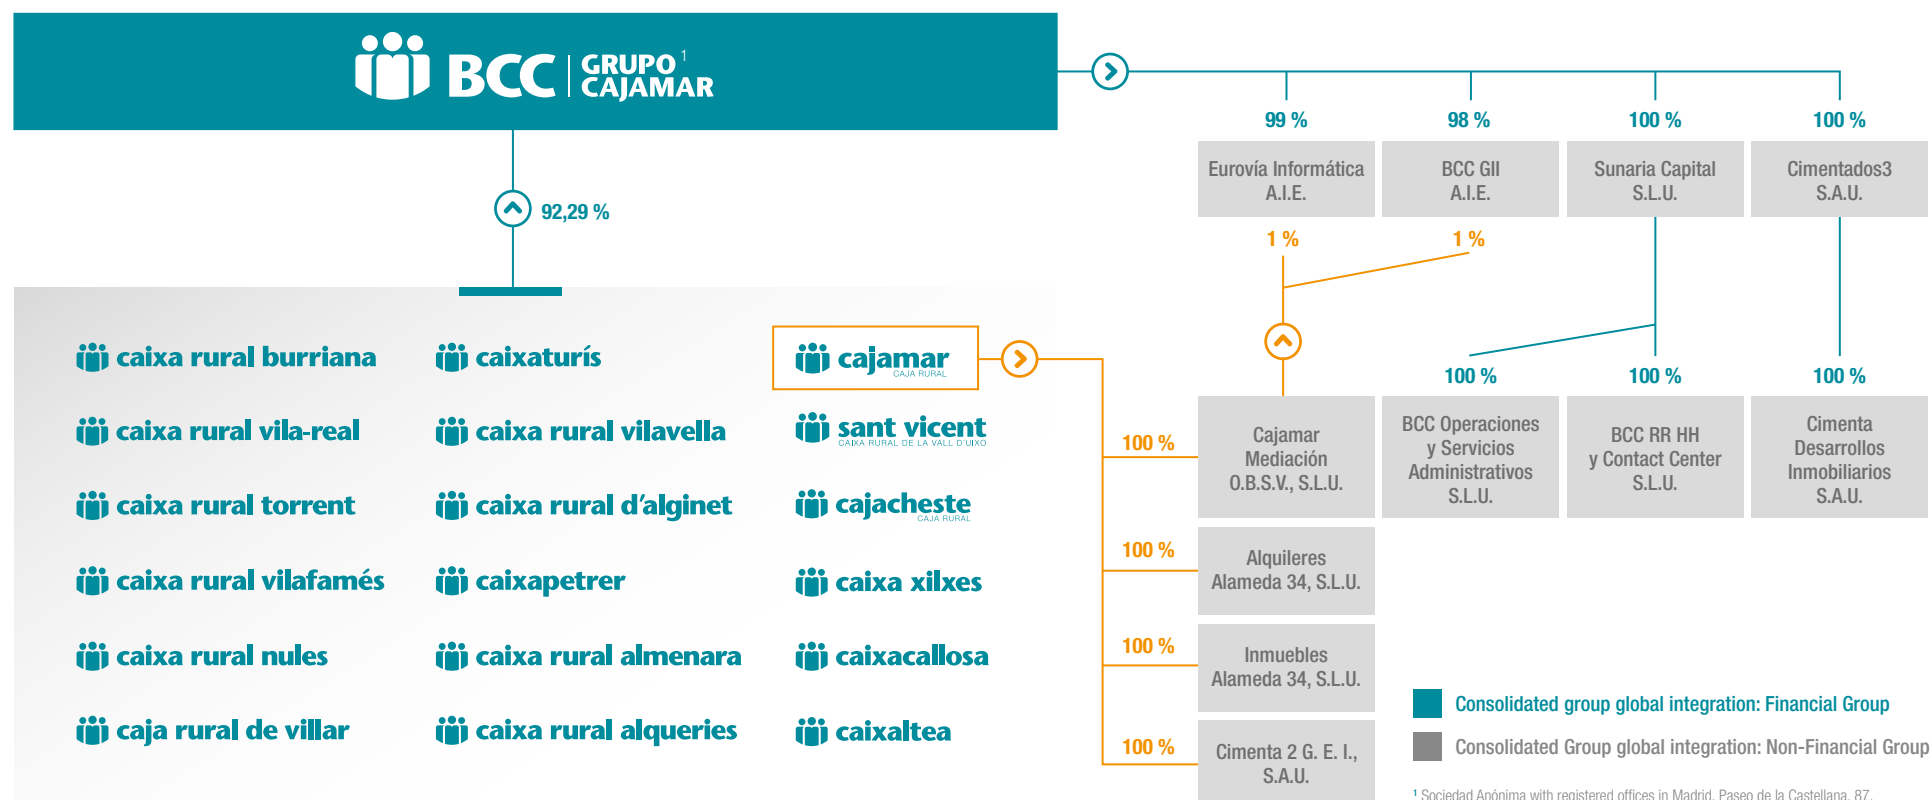 BCC GRUPO CAJAMAR 1
92,29 %
caixa rural burriana
caixa rural vila-real
caixa rural torrent
caixa rural vilafamés
caixa rural nules
caja rural de villar
caixaturís
caixa rural vilavella
caixa rural d'alginet
caixapetrer
caixa rural almenara
caixa rural alqueries
cajamar
CAJA RURAL
sant vicent
CAIXA RURAL DE LA VALL D'UIXO
cajacheste
CAJA RURAL
caixa xilxes
caixacallosa
caixaltea
99 %
98 %
100 %
100 %
Eurovía Informática
A.I.E.
BCC GII
A.I.E.
Sunaria Capital
S.L.U.
Cimentados3
S.A.U.
1 %
1 %
100 %
100 %
100 %
100 %
Cajamar
Mediación
O.B.S.V., S.L.U.
BCC Operaciones
y Servicios
Administrativos
S.L.U.
BCC RR HH
y Contact Center
S.L.U.
Cimenta
Desarrollos
Inmobiliarios
S.A.U.
100 %
Alquileres
Alameda 34, S.L.U.
100 %
Inmuebles
Alameda 34, S.L.U.
100 %
Cimenta 2 G. E. I.,
S.A.U.
Consolidated group global integration: Financial Group
Consolidated Group global integration: Non-Financial Group
1 Sociedad Anónima with registered offices in Madrid. Paseo de la Castellana, 87.